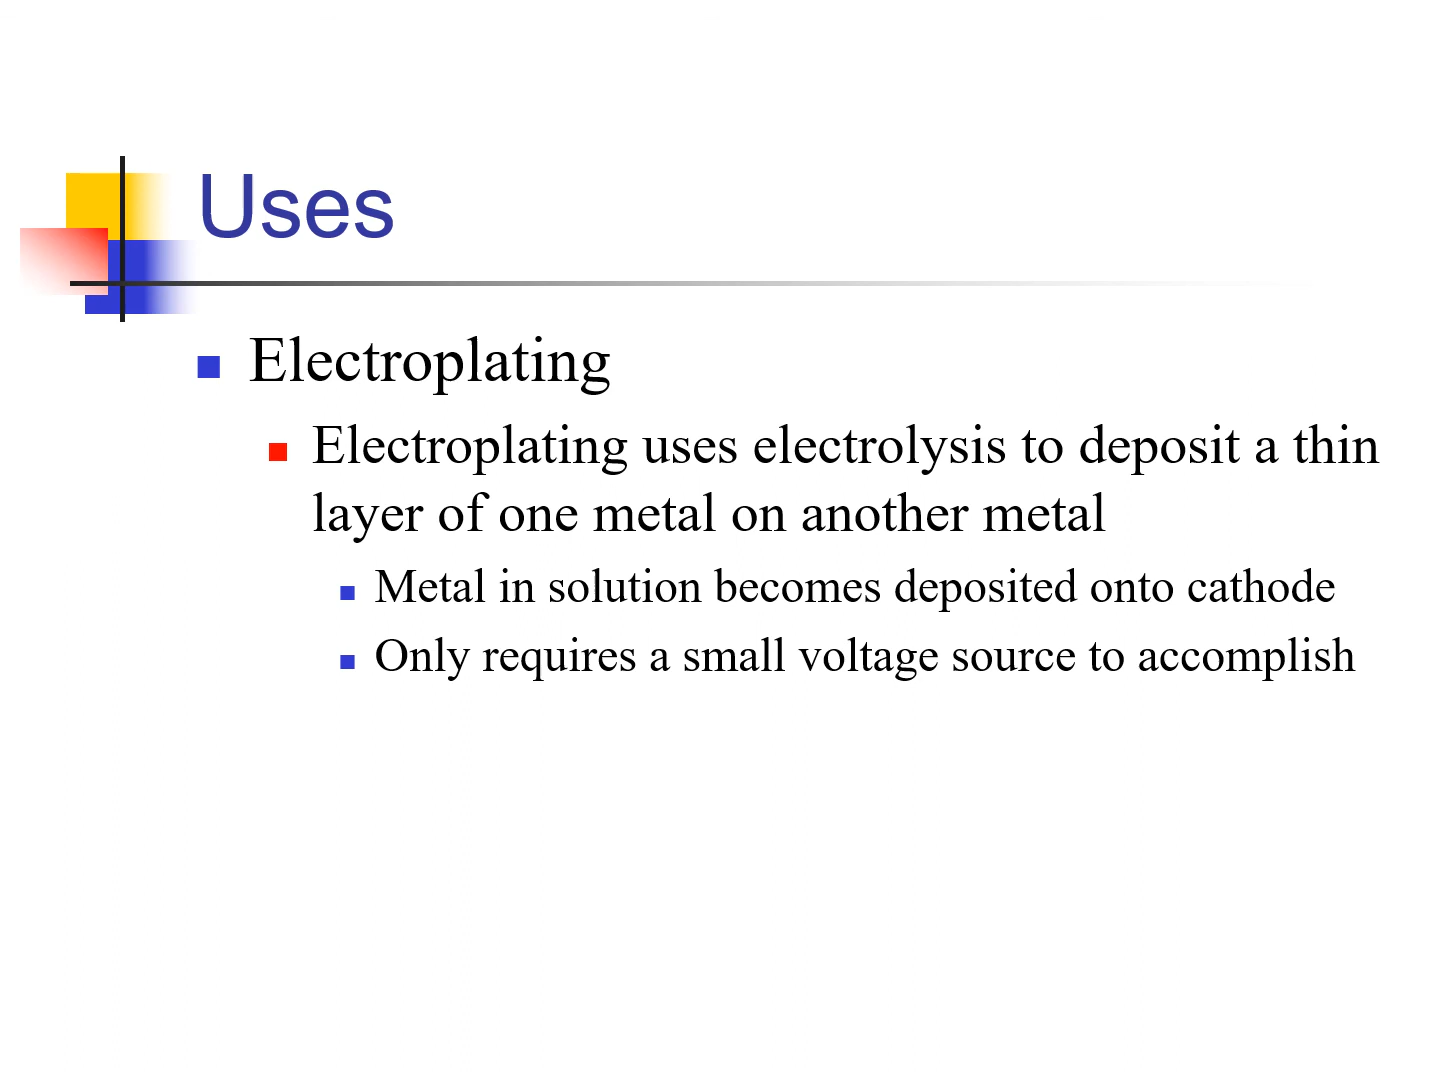 Uses
Electroplating
Electroplating uses electrolysis to deposit a thin
layer of one metal on another metal
Metal in solution becomes deposited onto cathode
Only requires a small voltage source to accomplish